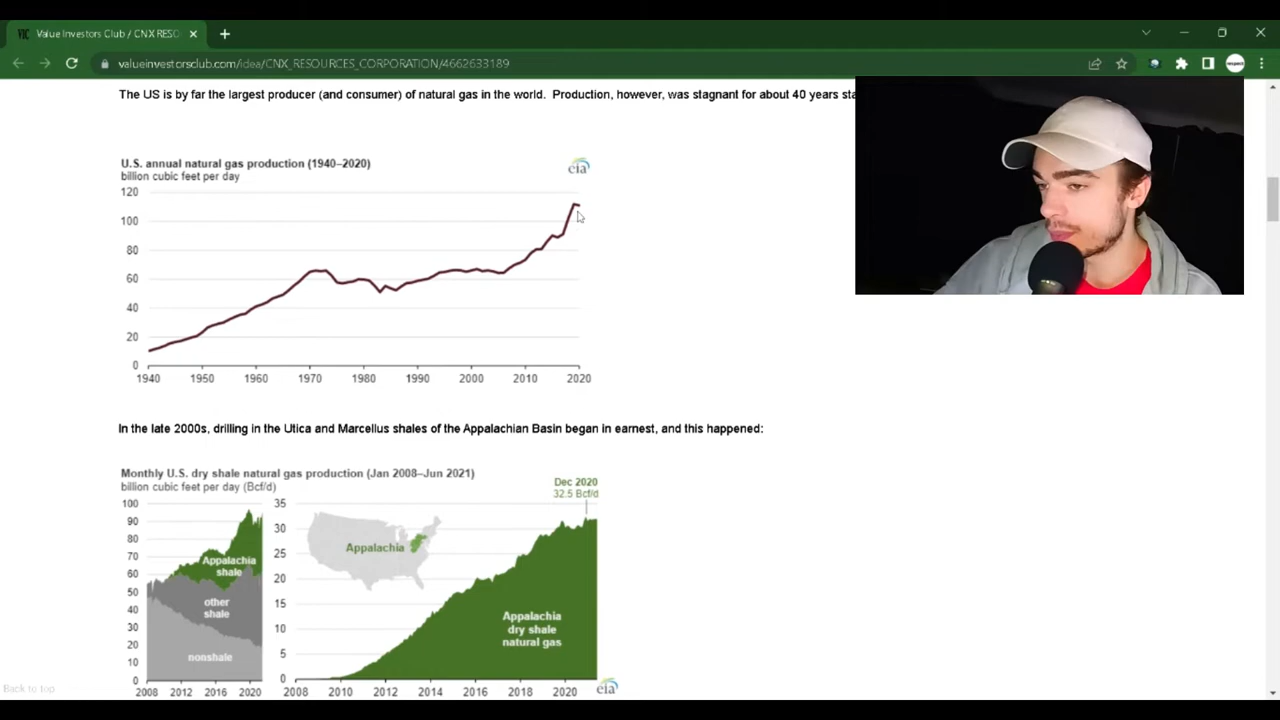 Value Investors Club / CNX RESO
valueinvestorsclub.com/idea/CNX_RESOURCES_CORPORATION/4662633189
The US is by far the largest producer (and consumer) of natural gas in the world. Production, however, was stagnant for about 40 years sta
U.S. annual natural gas production (1940–2020)
billion cubic feet per day
eia
120
100
80
60
40
20
0
1940 1950 1960 1970 1980 1990 2000 2010 2020
In the late 2000s, drilling in the Utica and Marcellus shales of the Appalachian Basin began in earnest, and this happened:
Monthly U.S. dry shale natural gas production (Jan 2008–Jun 2021)
billion cubic feet per day (Bcf/d)
Dec 2020
32.5 Bcf/d
100
90
80
70
60
50
40
30
20
10
0
Appalachia
shale
other
shale
nonshale
2008 2012 2016 2020
35
30
25
20
15
10
5
0
Appalachia
Appalachia
dry shale
natural gas
2008 2010 2012 2014 2016 2018 2020
eia
Back to top